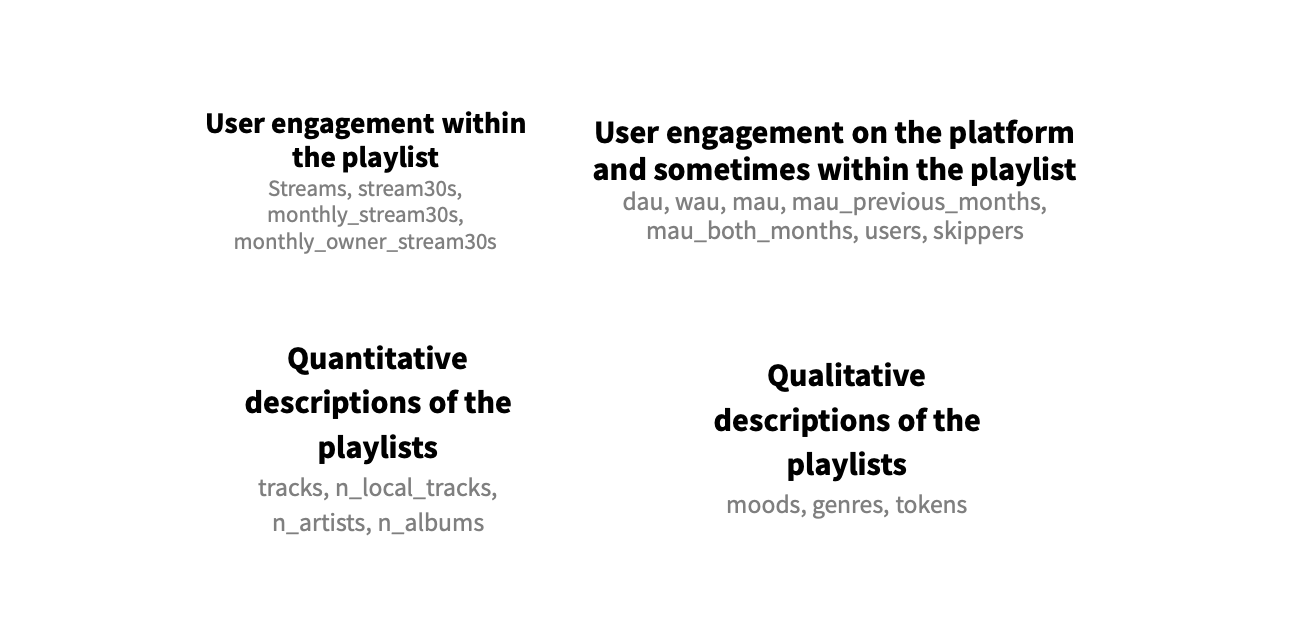 User engagement within
the playlist
Streams, stream30s,
monthly_stream30s,
monthly_owner_stream30s
User engagement on the platform
and sometimes within the playlist
dau, wau, mau, mau_previous_months,
mau_both_months, users, skippers
Quantitative
descriptions of the
playlists
tracks, n_local_tracks,
n_artists, n_albums
Qualitative
descriptions of the
playlists
moods, genres, tokens